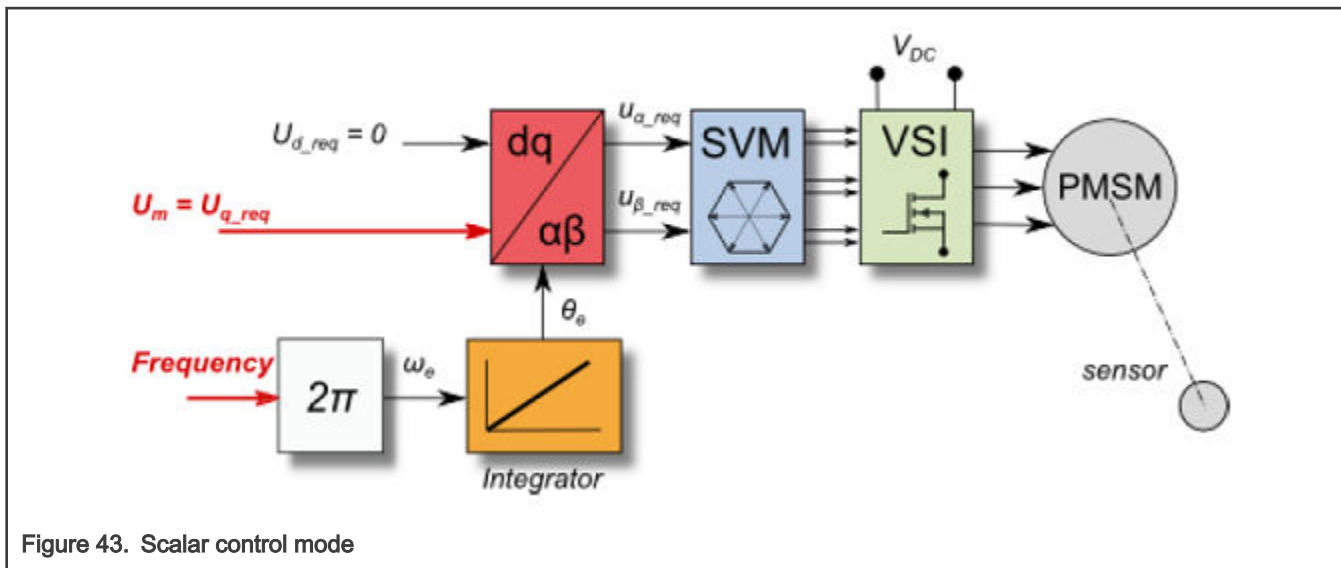 V_DC
U_d_req = 0
dq
u_α_req
SVM
VSI
PMSM
U_m = U_q_req
αβ
u_β_req
θ_e
Frequency
2π
ω_e
sensor
Integrator
Figure 43. Scalar control mode